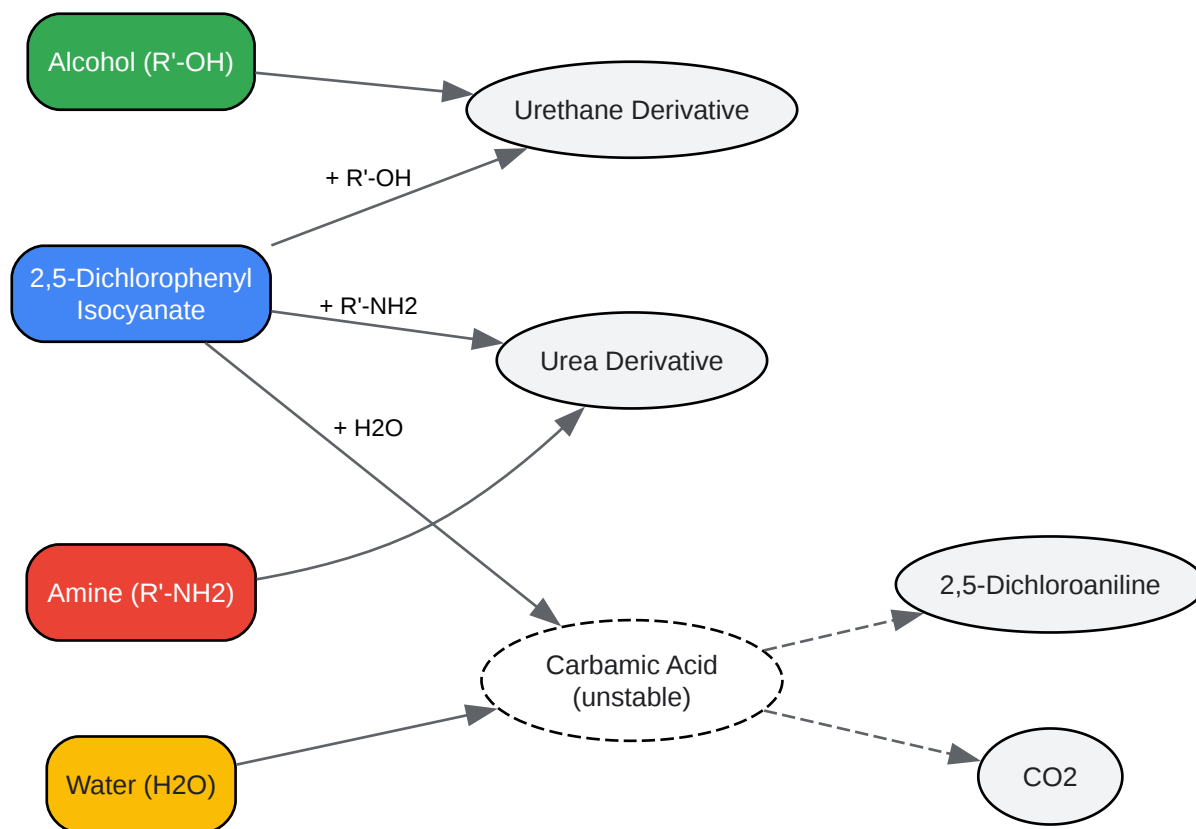 Alcohol (R'-OH)
Urethane Derivative
+ R'-OH
2,5-Dichlorophenyl
Isocyanate
+ R'-NH2
Urea Derivative
+ H2O
Amine (R'-NH2)
2,5-Dichloroaniline
Carbamic Acid
(unstable)
Water (H2O)
CO2